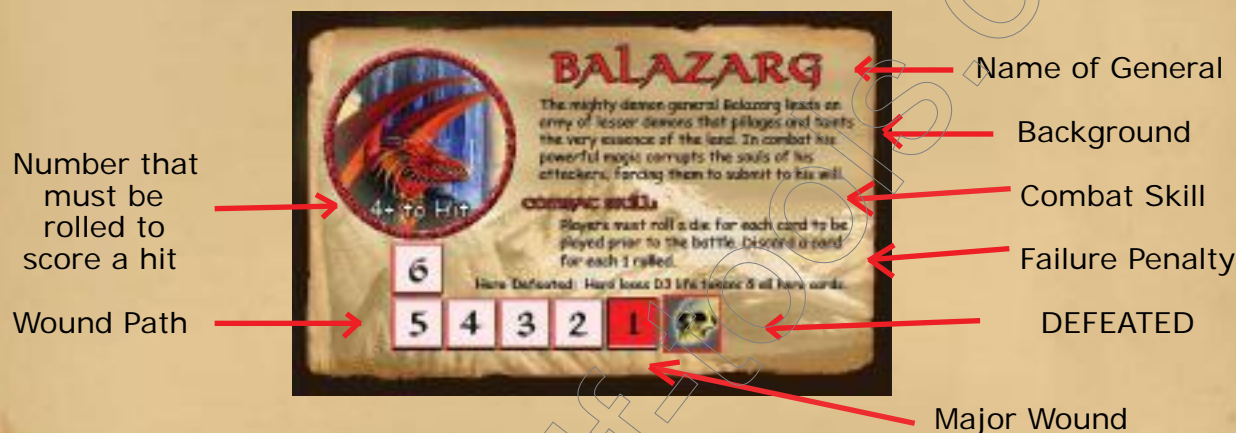 BALAZARG
The mighty demon general Balazarg leads an
army of lesser demons that pillages and taints
the very essence of the land. In combat his
powerful magic corrupts the souls of his
attackers, forcing them to submit to his will.
4+ to Hit
Combat Skill:
Players must roll a die for each card to be
played prior to the battle. Discard a card
for each 1 rolled.
Hero Defeated: Hero loses D3 life tokens & all hero cards.
6
5 4 3 2 1
Number that
must be
rolled to
score a hit
Wound Path
Name of General
Background
Combat Skill
Failure Penalty
DEFEATED
Major Wound